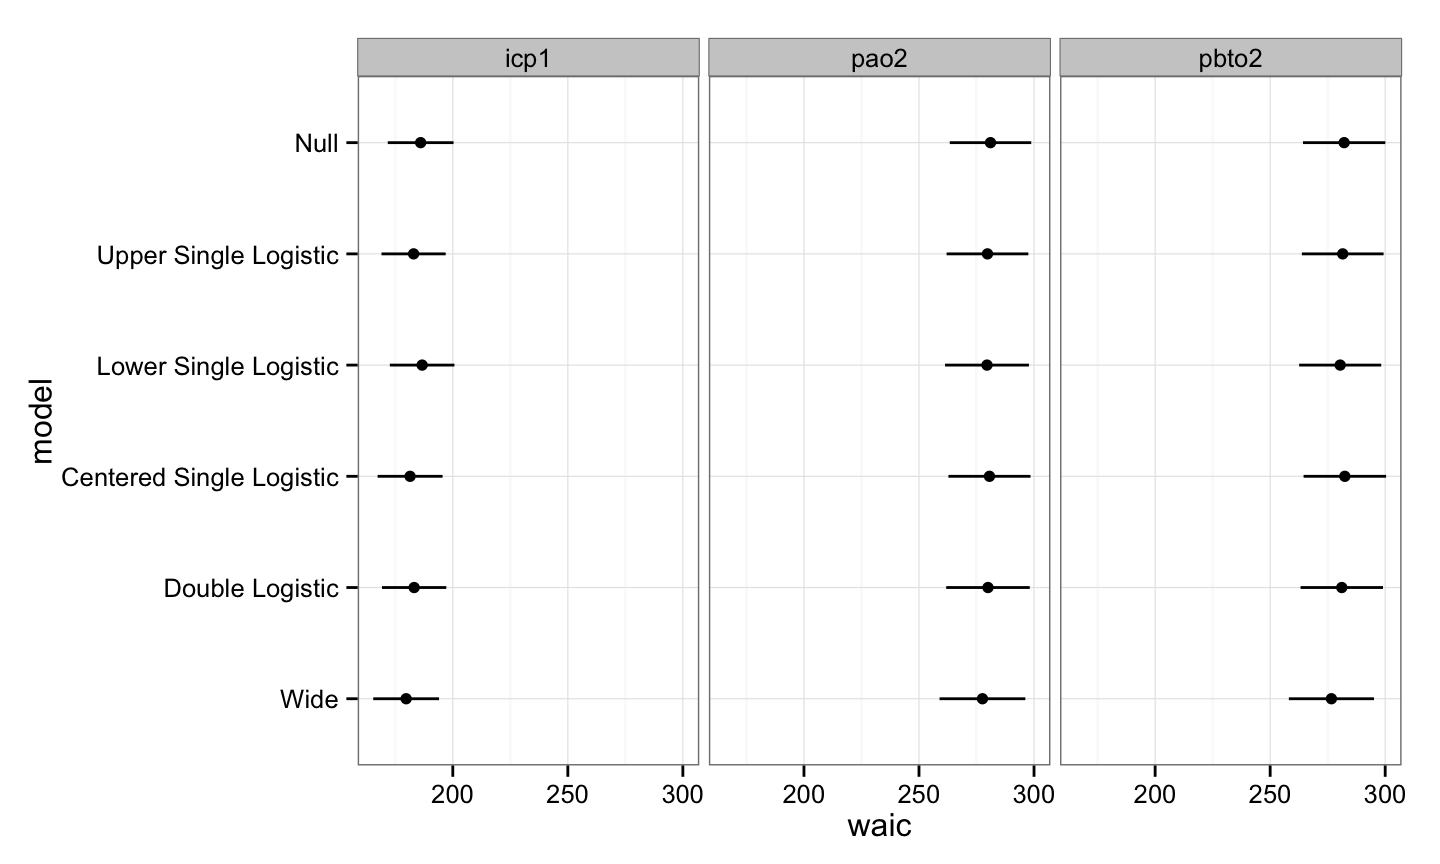 icp1 pao2 pbto2
Null
Upper Single Logistic
Lower Single Logistic
Centered Single Logistic
Double Logistic
Wide
model
200 250 300 200 250 300 200 250 300
waic